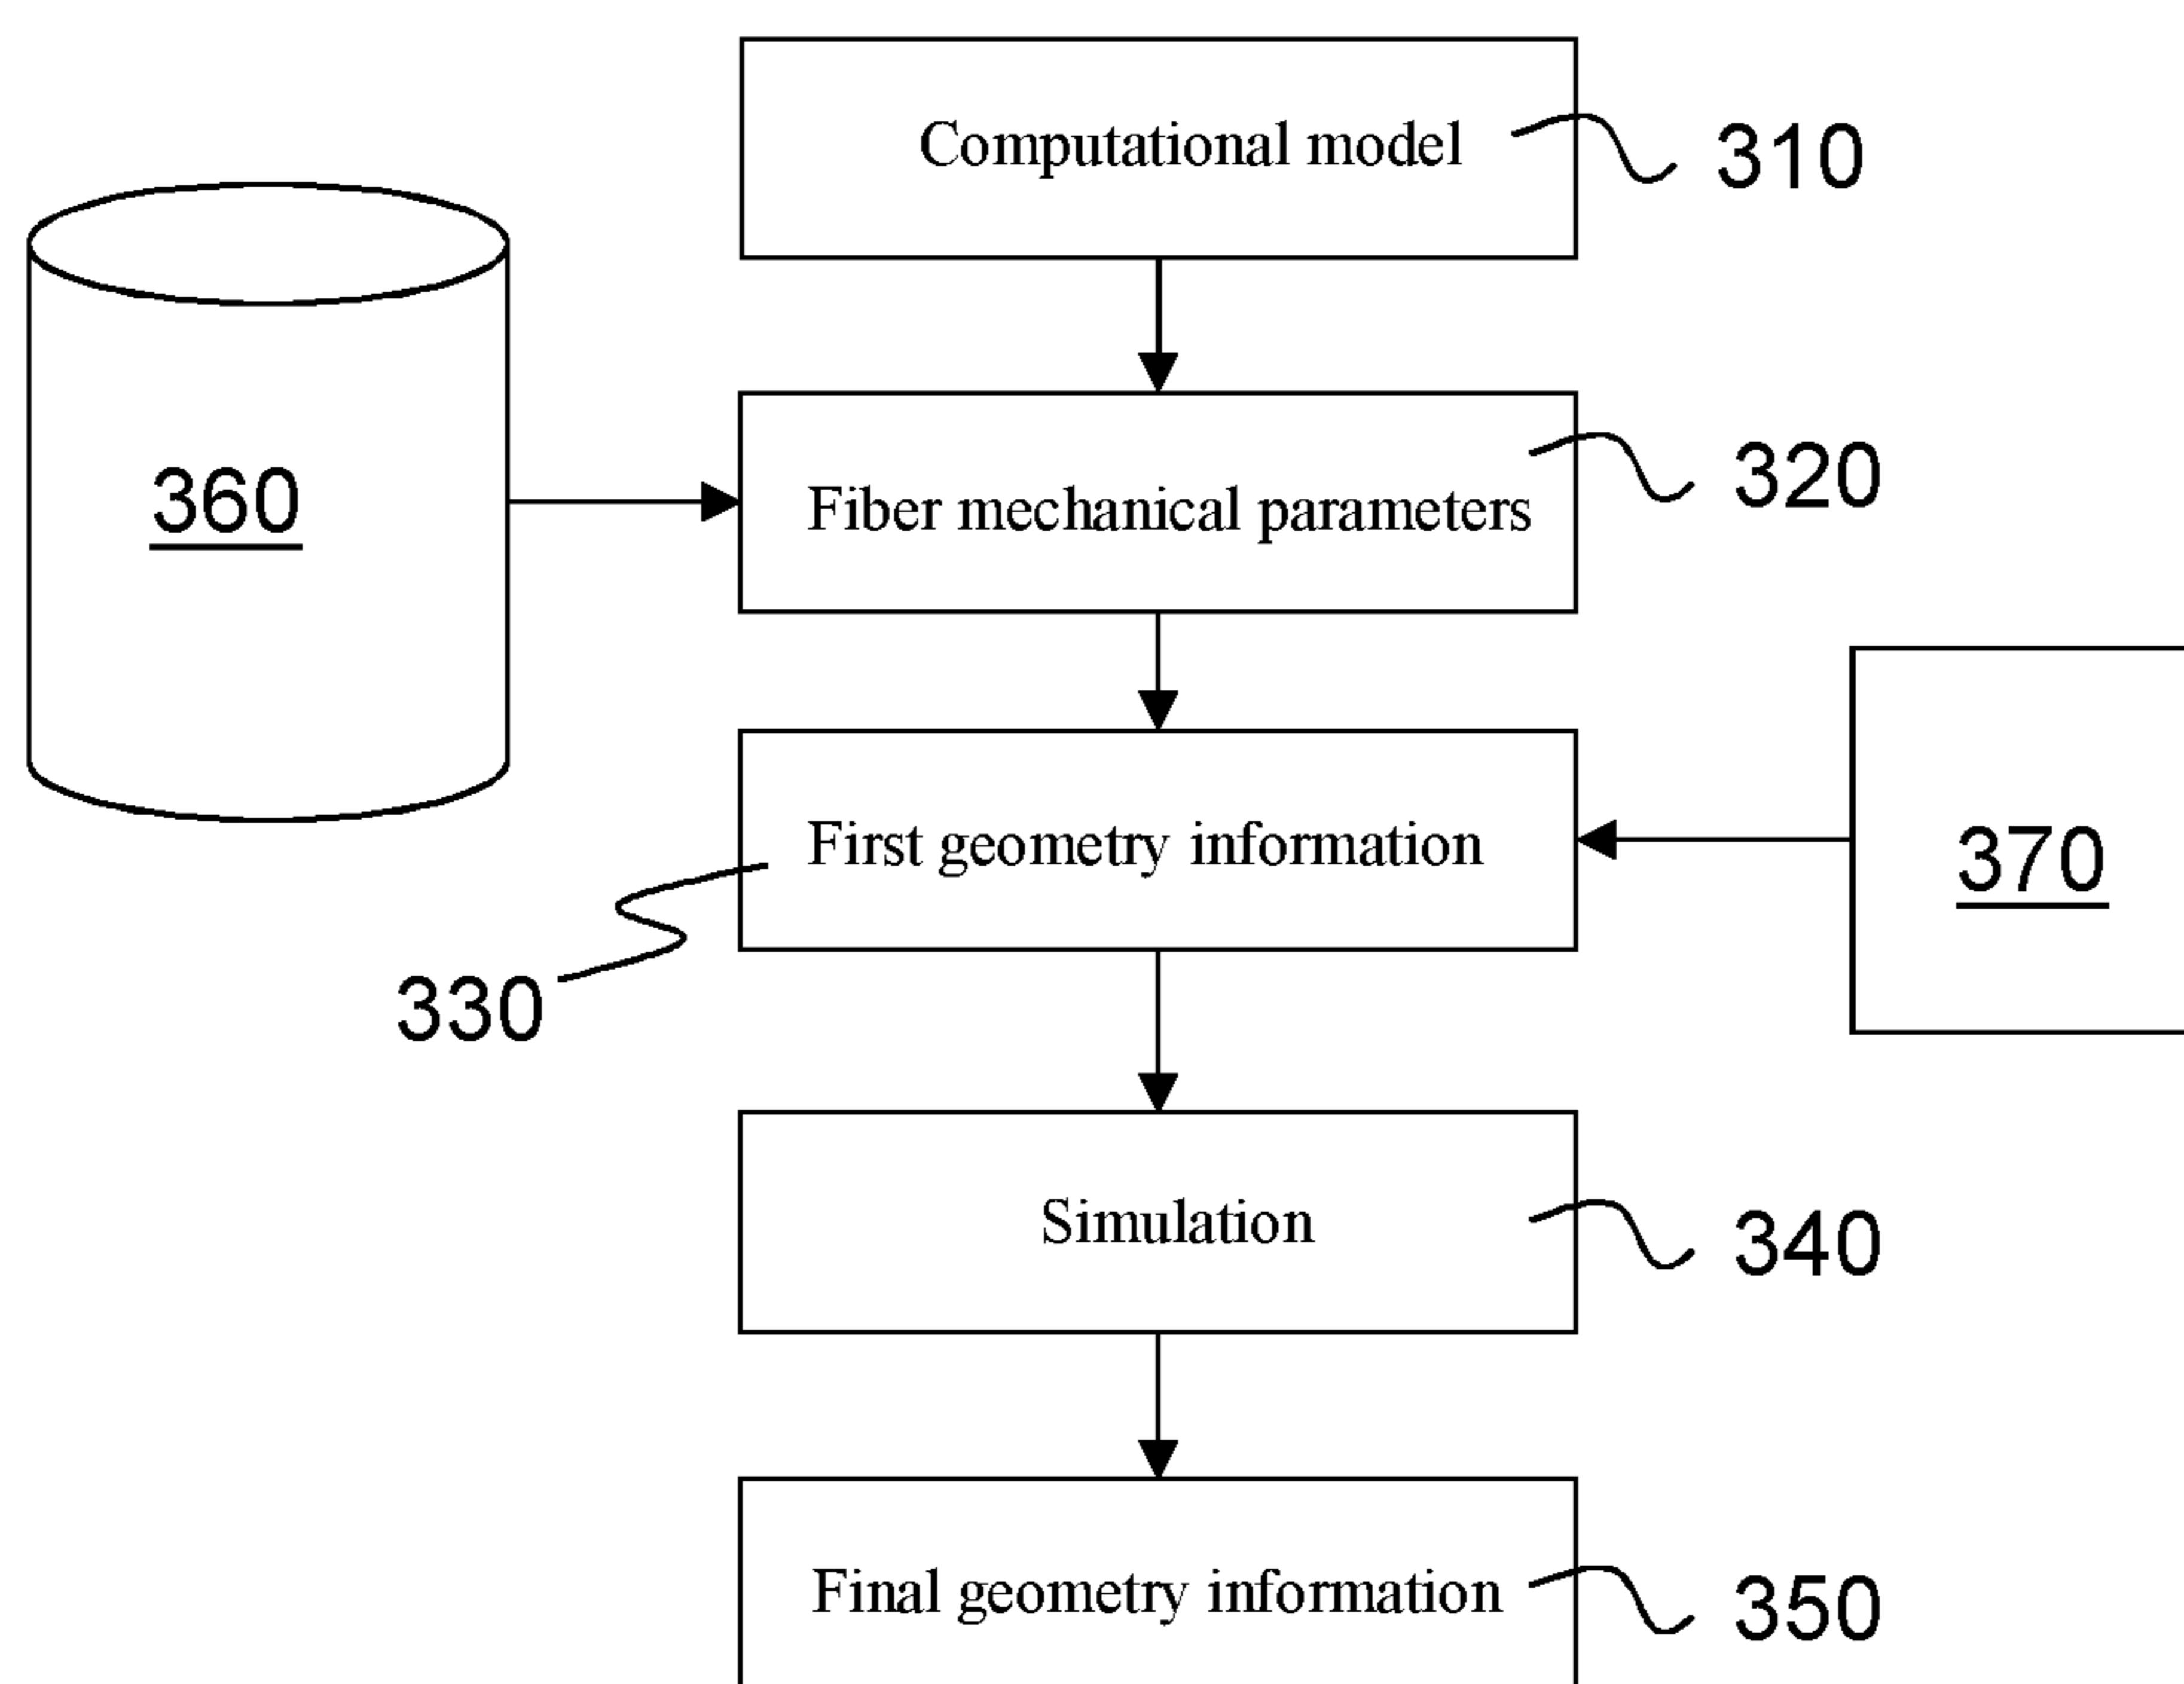 Computational model
310
360
Fiber mechanical parameters
320
First geometry information
370
330
Simulation
340
Final geometry information
350